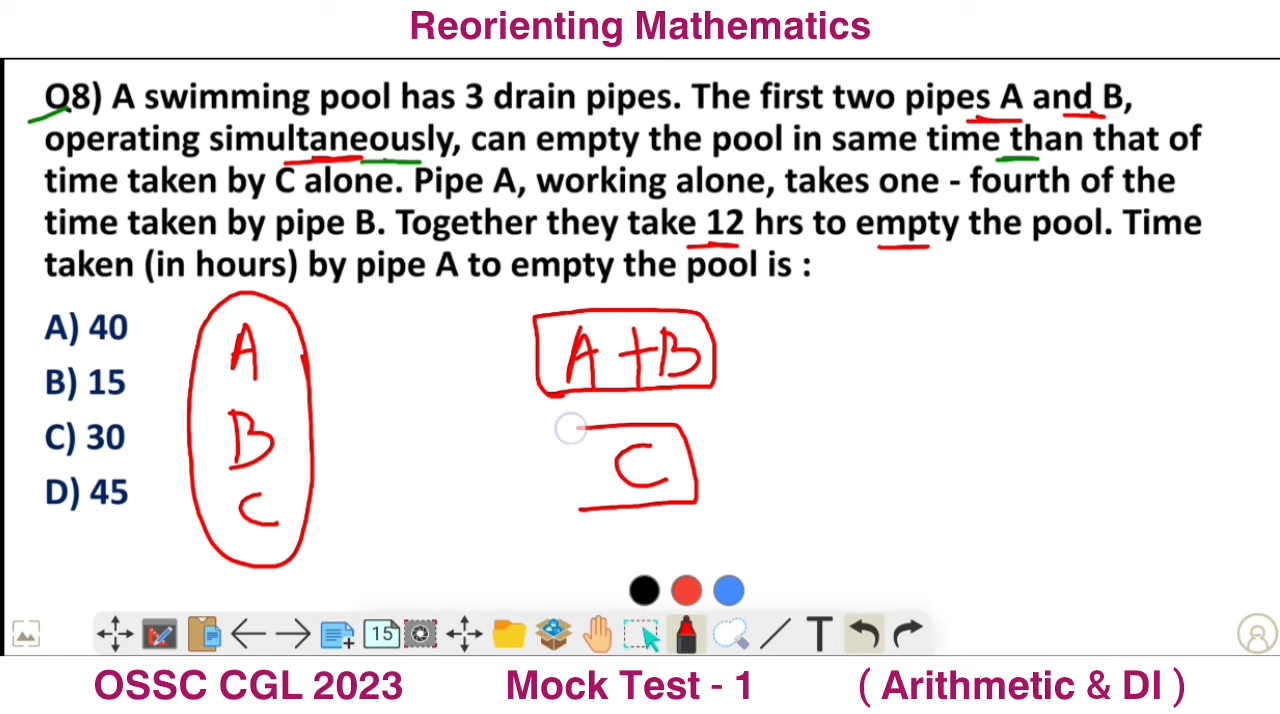 Reorienting Mathematics
Q8) A swimming pool has 3 drain pipes. The first two pipes A and B,
operating simultaneously, can empty the pool in same time than that of
time taken by C alone. Pipe A, working alone, takes one - fourth of the
time taken by pipe B. Together they take 12 hrs to empty the pool. Time
taken (in hours) by pipe A to empty the pool is :
A) 40
B) 15
C) 30
D) 45
A
B
C
A + B
C
15
T
OSSC CGL 2023 Mock Test - 1 ( Arithmetic & DI )